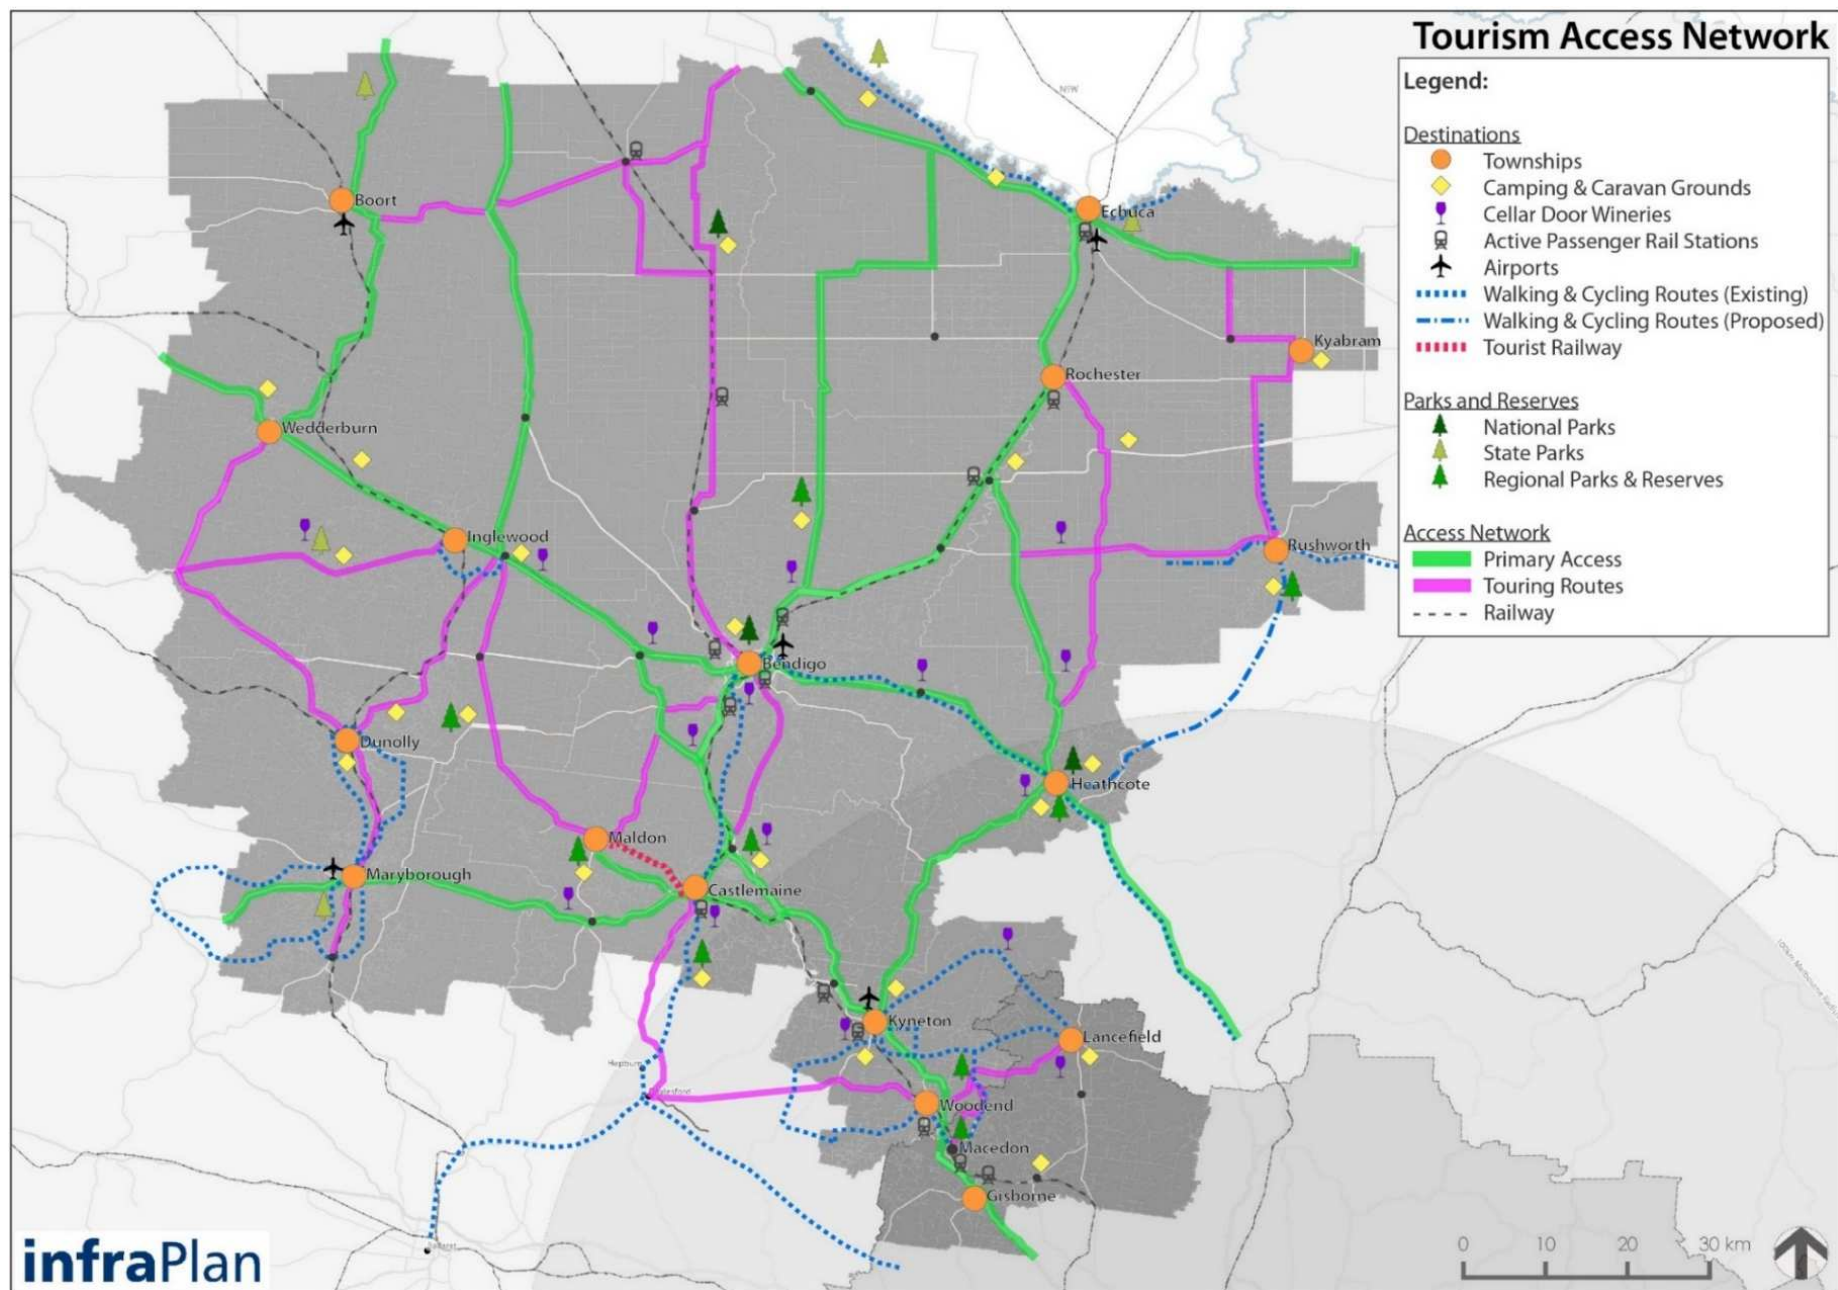 Tourism Access Network
Legend:
Destinations
Townships
Camping & Caravan Grounds
Cellar Door Wineries
Active Passenger Rail Stations
Airports
Walking & Cycling Routes (Existing)
Walking & Cycling Routes (Proposed)
Tourist Railway
Parks and Reserves
National Parks
State Parks
Regional Parks & Reserves
Access Network
Primary Access
Touring Routes
Railway
NSW
Boort
Echuca
Kyabram
Rochester
Wedderburn
Inglewood
Rushworth
Bendigo
Dunolly
Heathcote
Maldon
Maryborough
Castlemaine
Kyneton
Lancefield
Hepburn
Woodend
Macedon
Gisborne
infraPlan
0 10 20 30 km